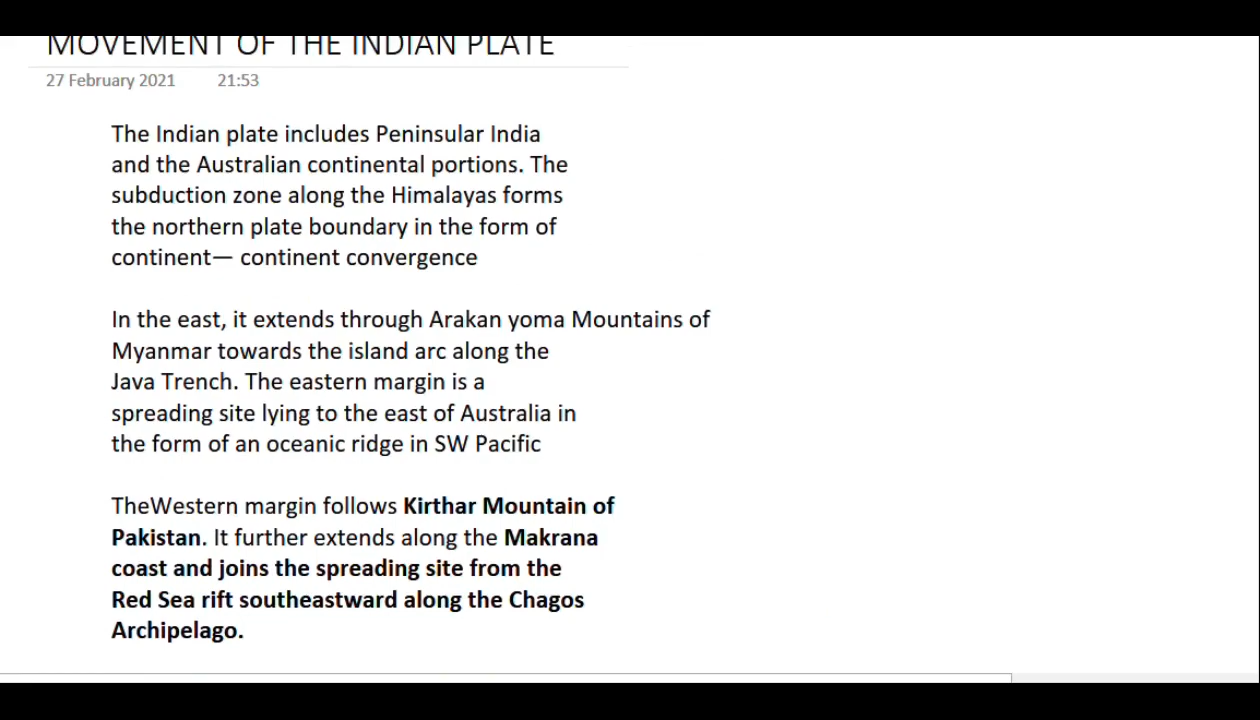 MOVEMENT OF THE INDIAN PLATE
27 February 2021 21:53
The Indian plate includes Peninsular India
and the Australian continental portions. The
subduction zone along the Himalayas forms
the northern plate boundary in the form of
continent— continent convergence
In the east, it extends through Arakan yoma Mountains of
Myanmar towards the island arc along the
Java Trench. The eastern margin is a
spreading site lying to the east of Australia in
the form of an oceanic ridge in SW Pacific
TheWestern margin follows Kirthar Mountain of
Pakistan. It further extends along the Makrana
coast and joins the spreading site from the
Red Sea rift southeastward along the Chagos
Archipelago.